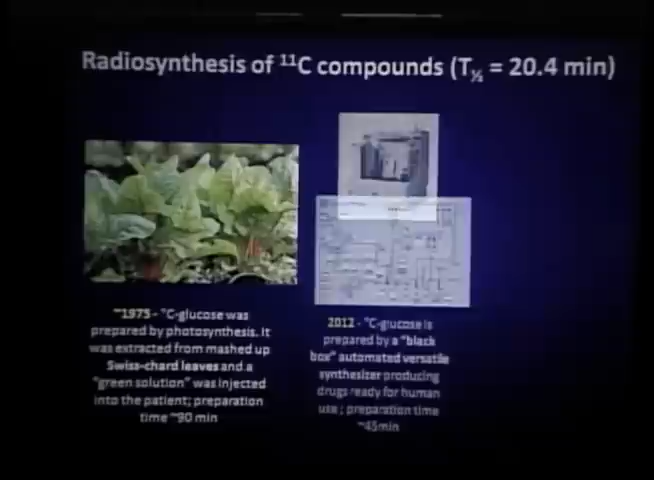 Radiosynthesis of ¹¹C compounds (T½ = 20.4 min)
~1975 - ¹¹C-glucose was
prepared by photosynthesis. It
was extracted from mashed up
Swiss-chard leaves and a
"green solution" was injected
into the patient; preparation
time ~90 min
2012 - ¹¹C-glucose is
prepared by a "black
box" automated versatile
synthesizer producing
drugs ready for human
use ; preparation time
~45min